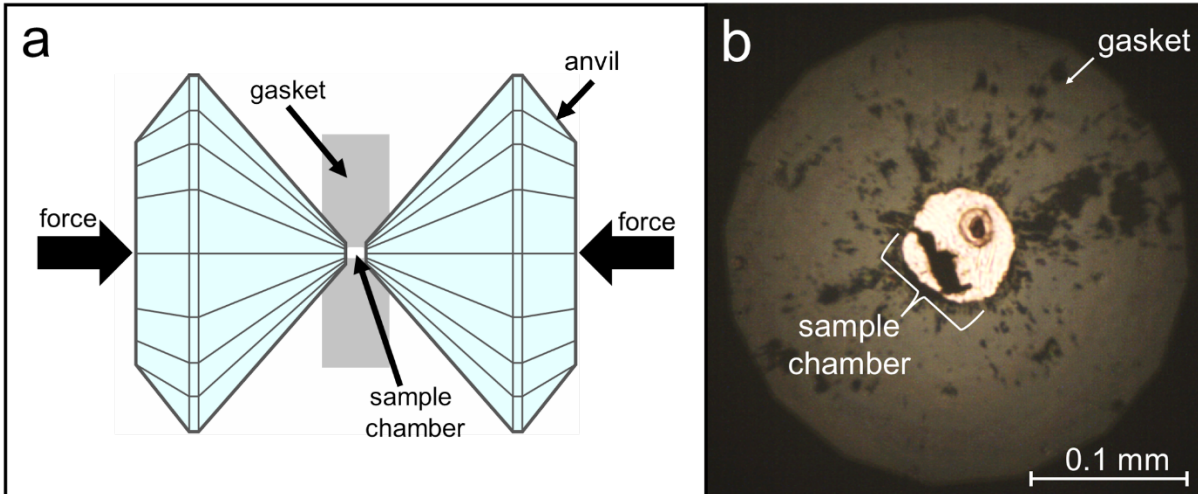 a
anvil
gasket
force
force
sample
chamber
b
gasket
sample
chamber
0.1 mm